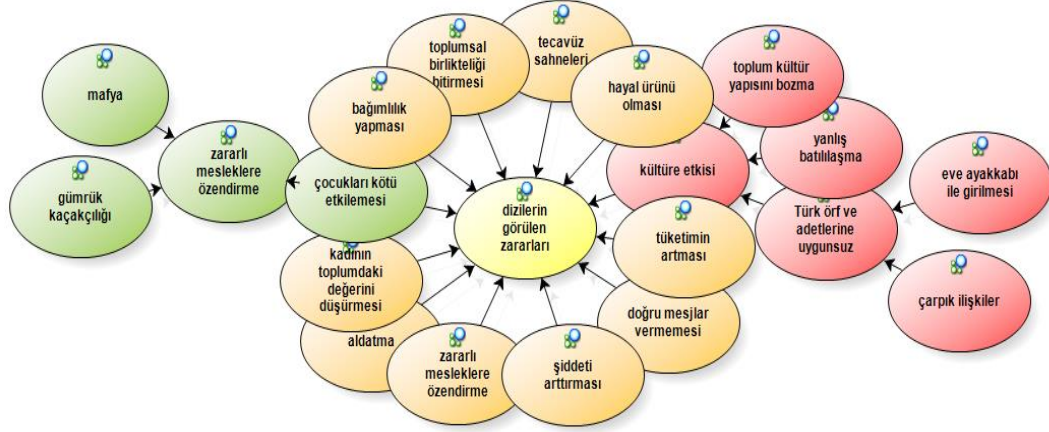 mafya
gümrük
kaçakçılığı
zararlı
mesleklere
özendirme
çocukları kötü
etkilemesi
bağımlılık
yapması
toplumsal
birlikteliği
bitirmesi
tecavüz
sahneleri
hayal ürünü
olması
toplum kültür
yapısını bozma
yanlış
batılılaşma
kültüre etkisi
Türk örf ve
adetlerine
uygunsuz
eve ayakkabı
ile girilmesi
çarpık ilişkiler
dizilerin
görülen
zararları
tüketimin
artması
doğru mesjlar
vermemesi
şiddeti
arttırması
zararlı
mesleklere
özendirme
aldatma
kadının
toplumdaki
değerini
düşürmesi